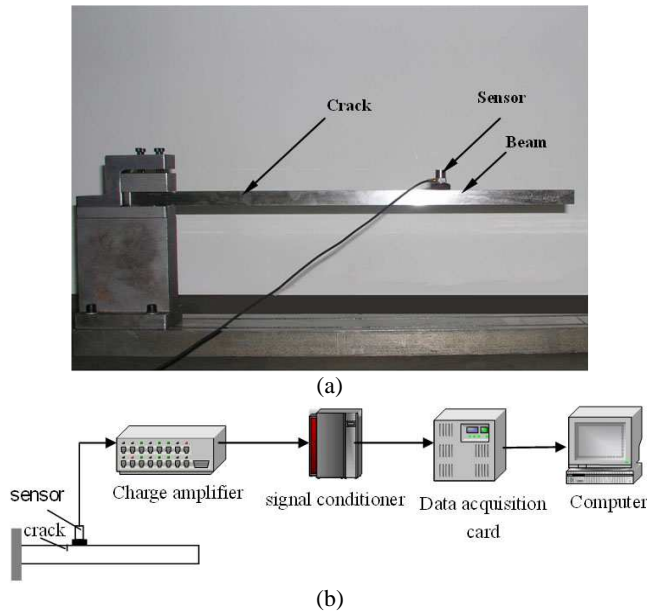 Sensor
Crack
Beam
(a)
sensor
crack
Charge amplifier
signal conditioner
Data acquisition
card
Computer
(b)